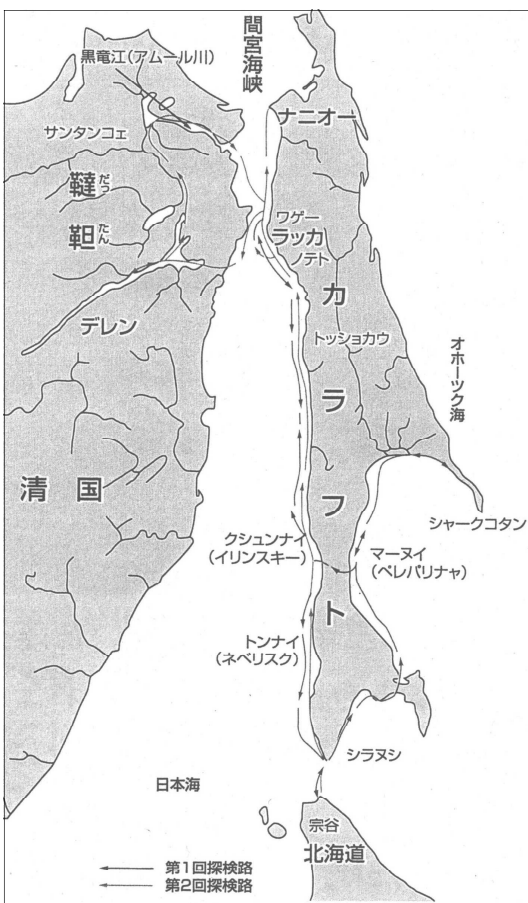 間宮海峡
黒竜江(アムール川)
ナニオー
サンタンコェ
韃だっ
靼たん
ワゲー
ラッカ
ノテト
デレン
カラフト
トッショカウ
オホーツク海
清国
シャークコタン
クシュンナイ
(イリンスキー)
マーヌイ
(ペレバリナャ)
トンナイ
(ネベリスク)
シラヌシ
日本海
宗谷
北海道
第1回探検路
第2回探検路